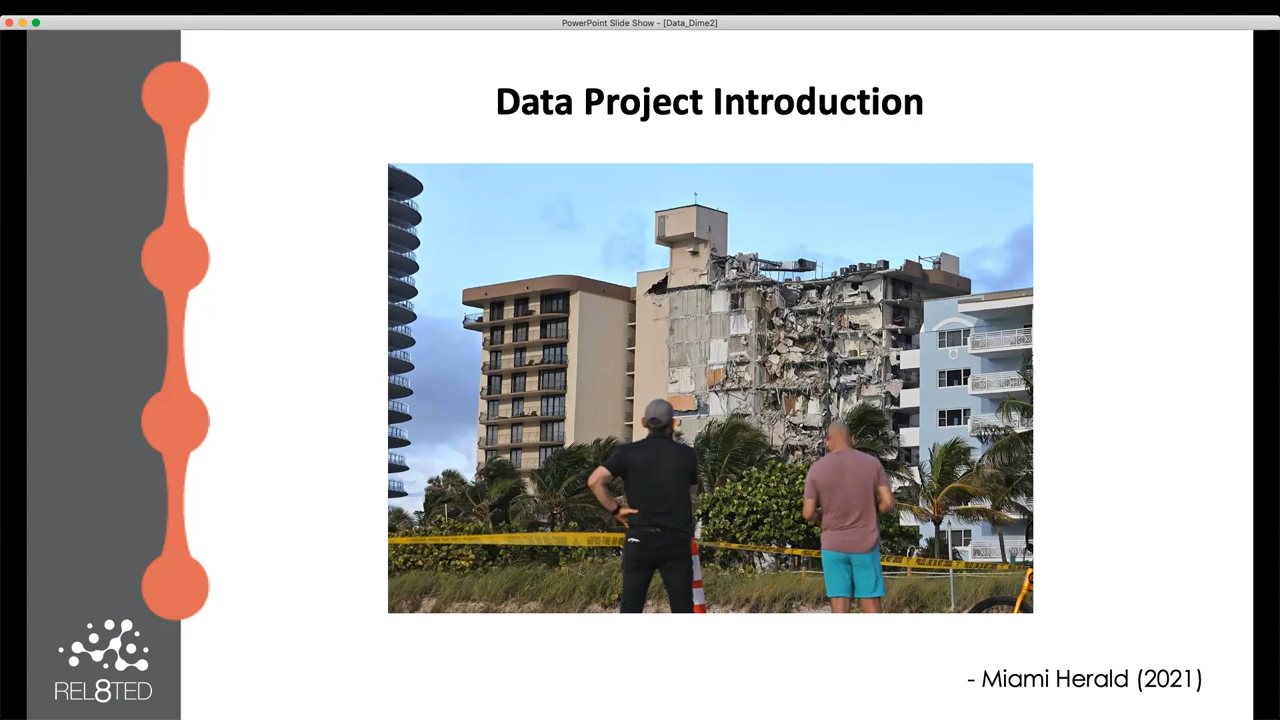 PowerPoint Slide Show - [Data_Dime2]
Data Project Introduction
REL8TED
- Miami Herald (2021)